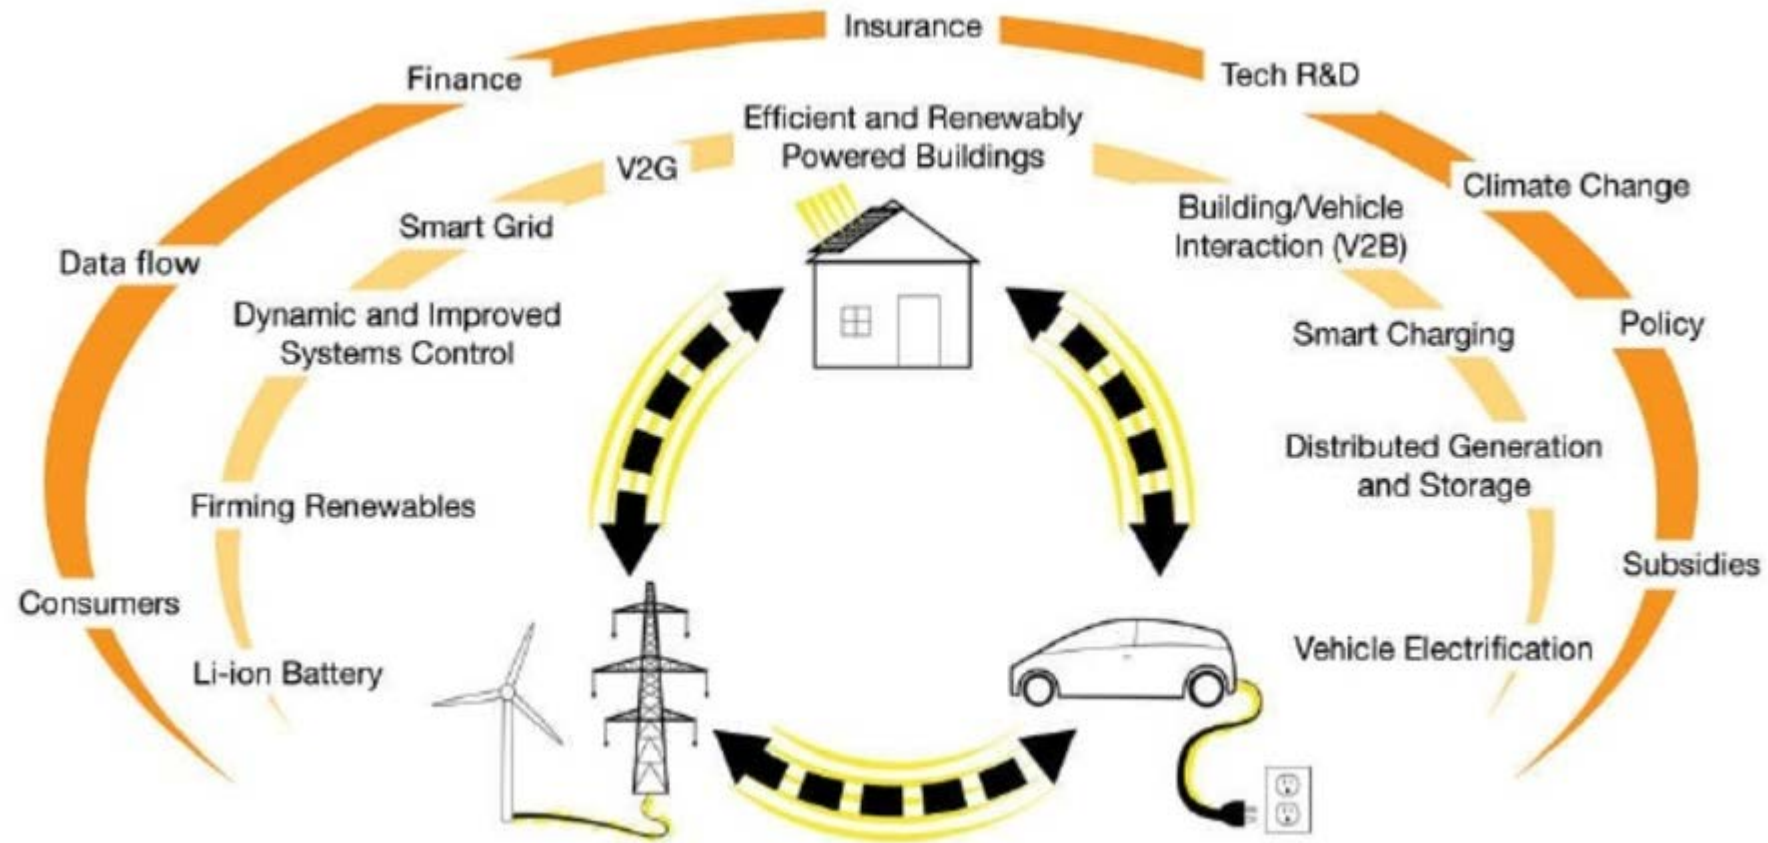 Insurance
Finance
Tech R&D
Efficient and Renewably
Powered Buildings
V2G
Climate Change
Smart Grid
Building/Vehicle
Interaction (V2B)
Data flow
Dynamic and Improved
Systems Control
Smart Charging
Policy
Distributed Generation
and Storage
Firming Renewables
Subsidies
Consumers
Vehicle Electrification
Li-ion Battery